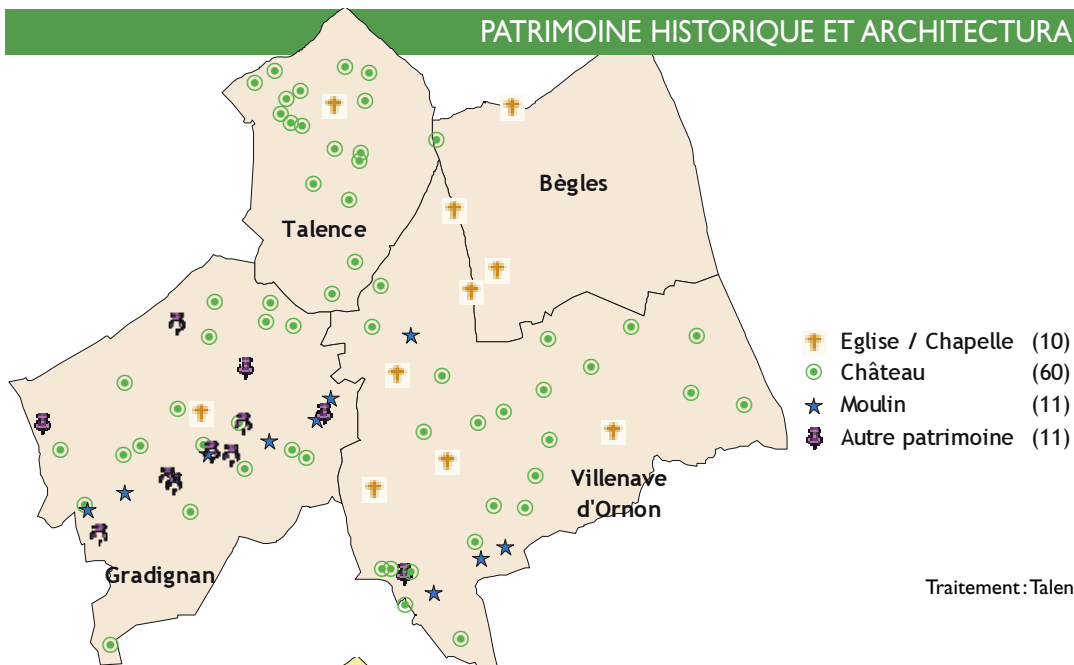 PATRIMOINE HISTORIQUE ET ARCHITECTURA
Bègles
Talence
Eglise / Chapelle (10)
Château (60)
Moulin (11)
Autre patrimoine (11)
Villenave
d'Ornon
Gradignan
Traitement : Talen